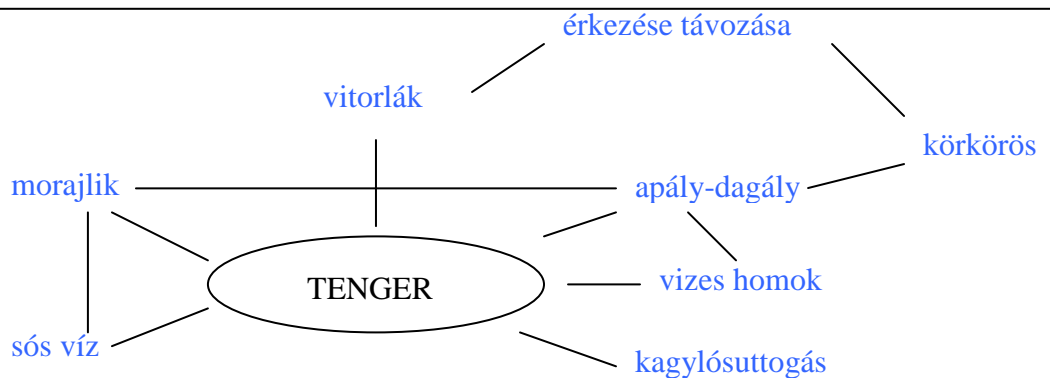 érkezése távozása
vitorlák
körkörös
morajlik
apály-dagály
vizes homok
TENGER
sós víz
kagylósuttogás